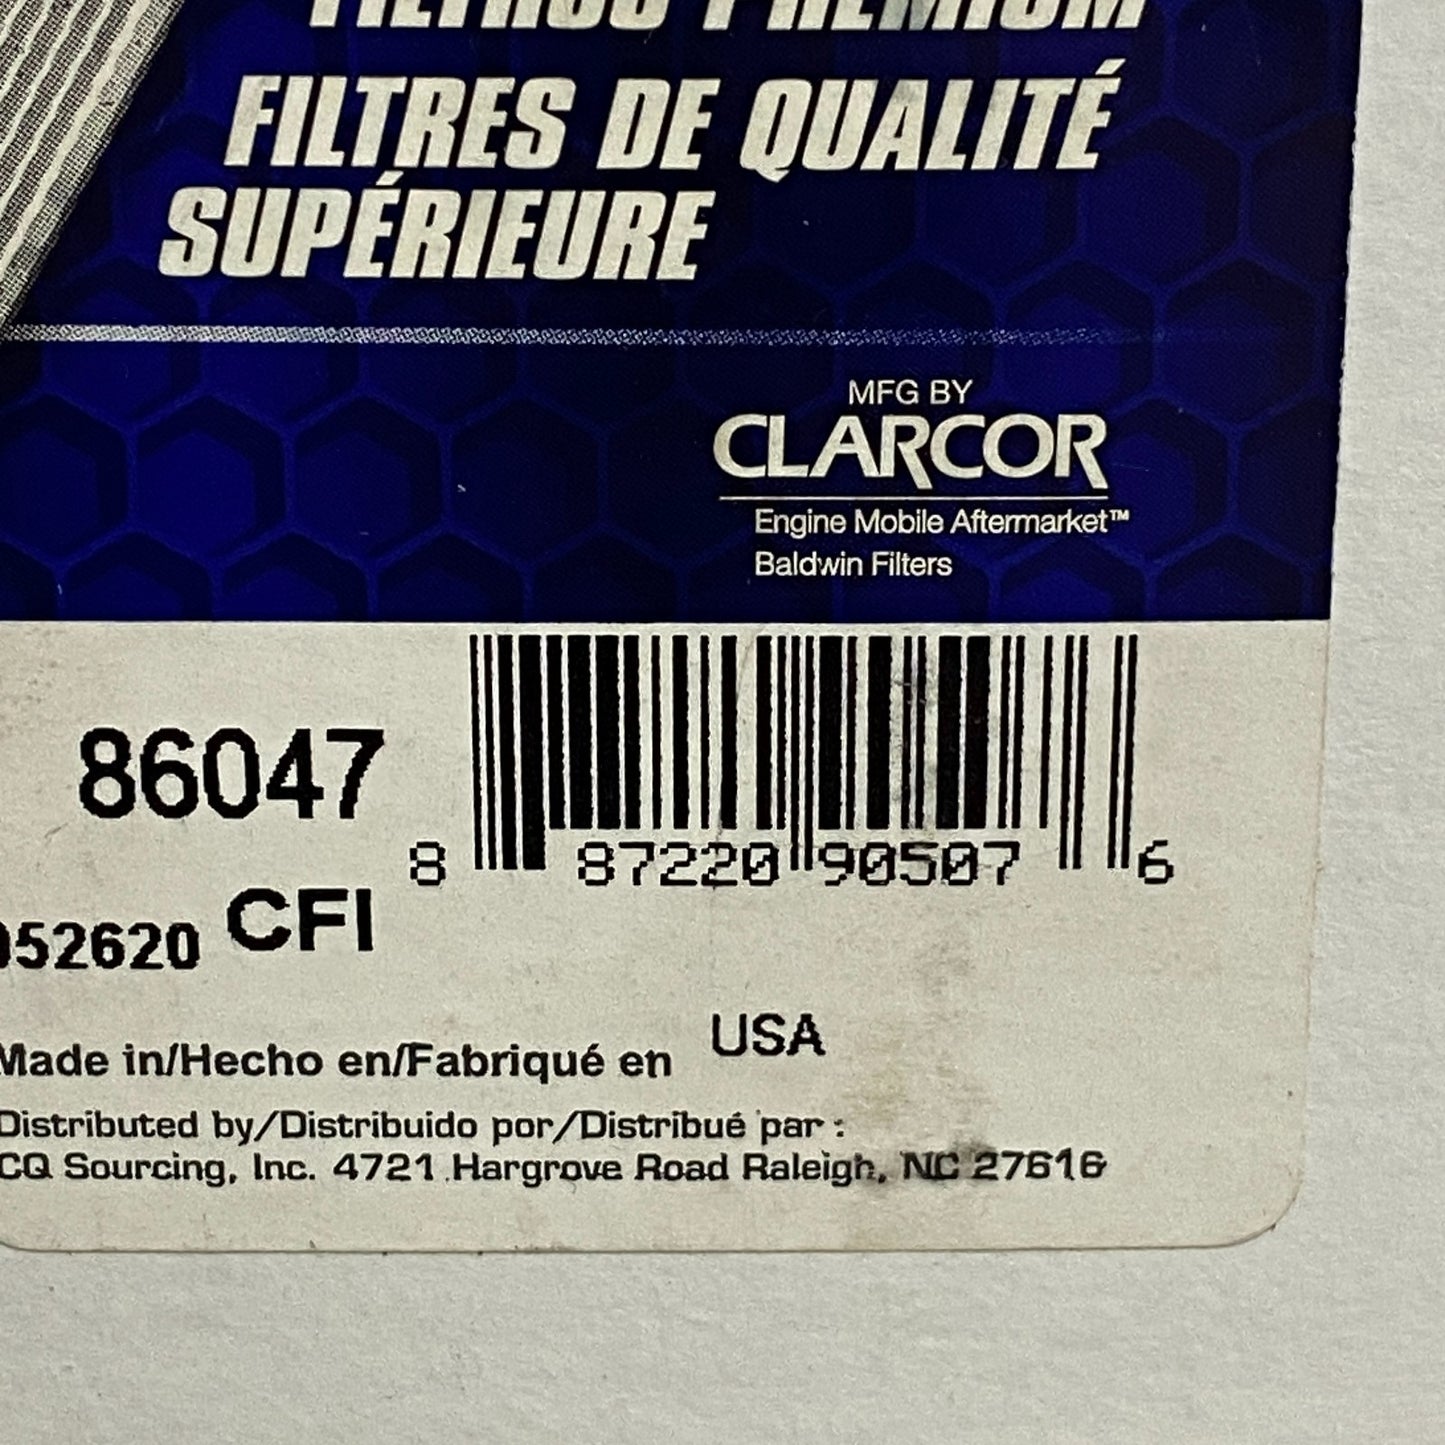 FILTROS PREMIUM
FILTRES DE QUALITÉ
SUPÉRIEURE
MFG BY
CLARCOR
Engine Mobile Aftermarket™
Baldwin Filters
86047
8 87220 90507 6
052620 CFI
Made in/Hecho en/Fabriqué en USA
Distributed by/Distribuido por/Distribué par :
CQ Sourcing, Inc. 4721 Hargrove Road Raleigh, NC 27616